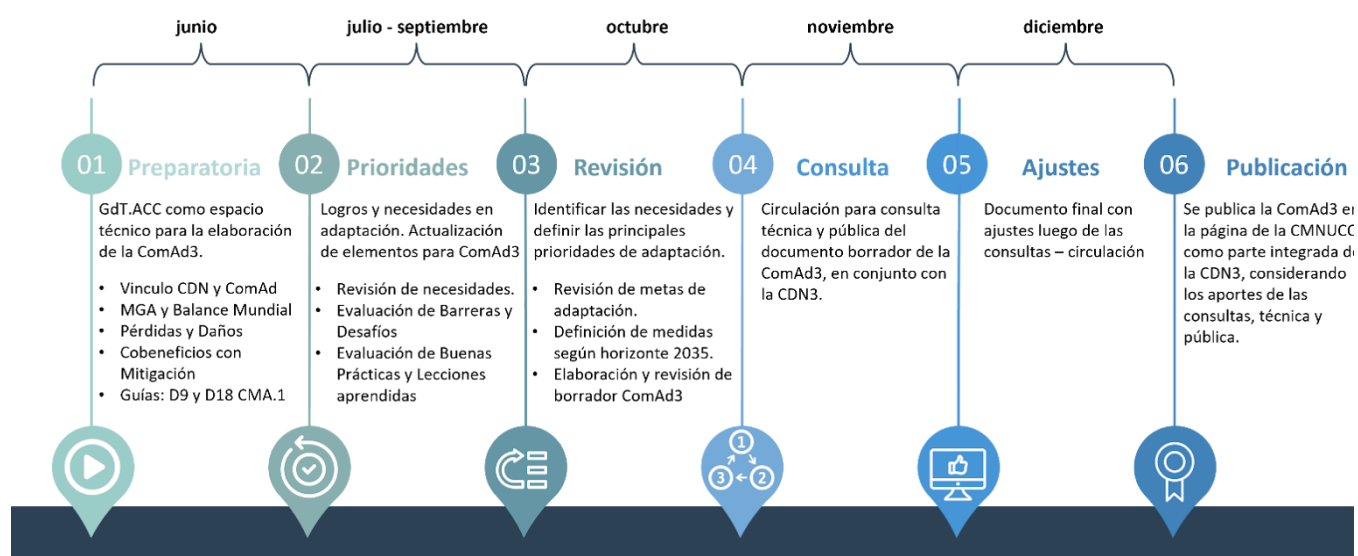 junio
julio - septiembre
octubre
noviembre
diciembre
01
Preparatoria
GdT.ACC como espacio
técnico para la elaboración
de la ComAd3.
• Vinculo CDN y ComAd
• MGA y Balance Mundial
• Pérdidas y Daños
• Cobeneficios con
Mitigación
• Guías: D9 y D18 CMA.1
02
Prioridades
Logros y necesidades en
adaptación. Actualización
de elementos para ComAd3
• Revisión de necesidades.
• Evaluación de Barreras y
Desafíos
• Evaluación de Buenas
Prácticas y Lecciones
aprendidas
03
Revisión
Identificar las necesidades y
definir las principales
prioridades de adaptación.
• Revisión de metas de
adaptación.
• Definición de medidas
según horizonte 2035.
• Elaboración y revisión de
borrador ComAd3
04
Consulta
Circulación para consulta
técnica y pública del
documento borrador de la
ComAd3, en conjunto con
la CDN3.
05
Ajustes
Documento final con
ajustes luego de las
consultas – circulación
06
Publicación
Se publica la ComAd3 en
la página de la CMNUCC
como parte integrada de
la CDN3, considerando
los aportes de las
consultas, técnica y
pública.
1
3
2